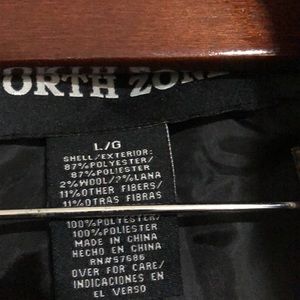 ORTH ZONE
L/G
SHELL/EXTERIOR:
87%POLYESTER/
87%POLIESTER
2%WOOL/2%LANA
11%OTHER FIBERS/
11%OTRAS FIBRAS
100%POLYESTER/
100%POLIESTER
MADE IN CHINA
HECHO EN CHINA
RN#57686
OVER FOR CARE/
INDICACIONES EN
EL VERSO